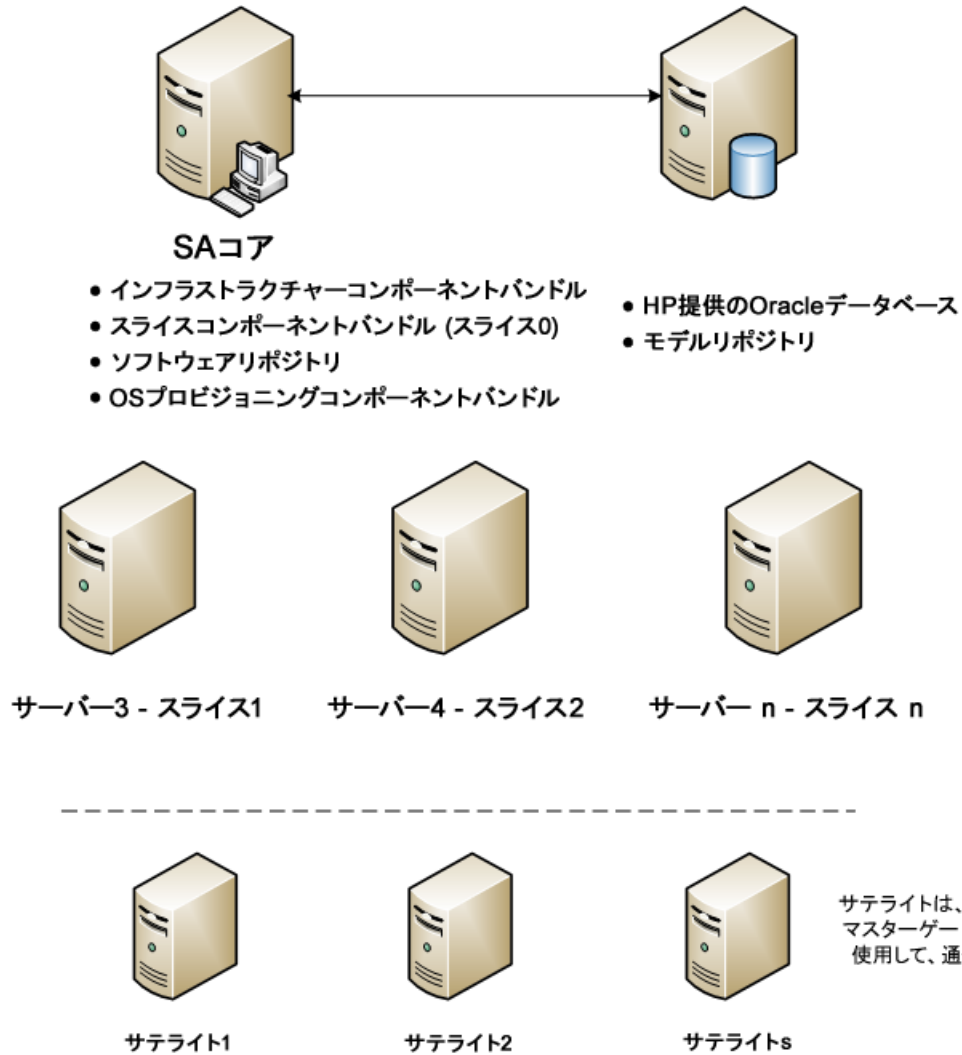 SAコア
• インフラストラクチャーコンポーネントバンドル
• スライスコンポーネントバンドル (スライス0)
• ソフトウェアリポジトリ
• OSプロビジョニングコンポーネントバンドル
• HP提供のOracleデータベース
• モデルリポジトリ
サーバー3 - スライス1
サーバー4 - スライス2
サーバー n - スライス n
サテライトは、
マスターゲー
使用して、通
サテライト1
サテライト2
サテライトs